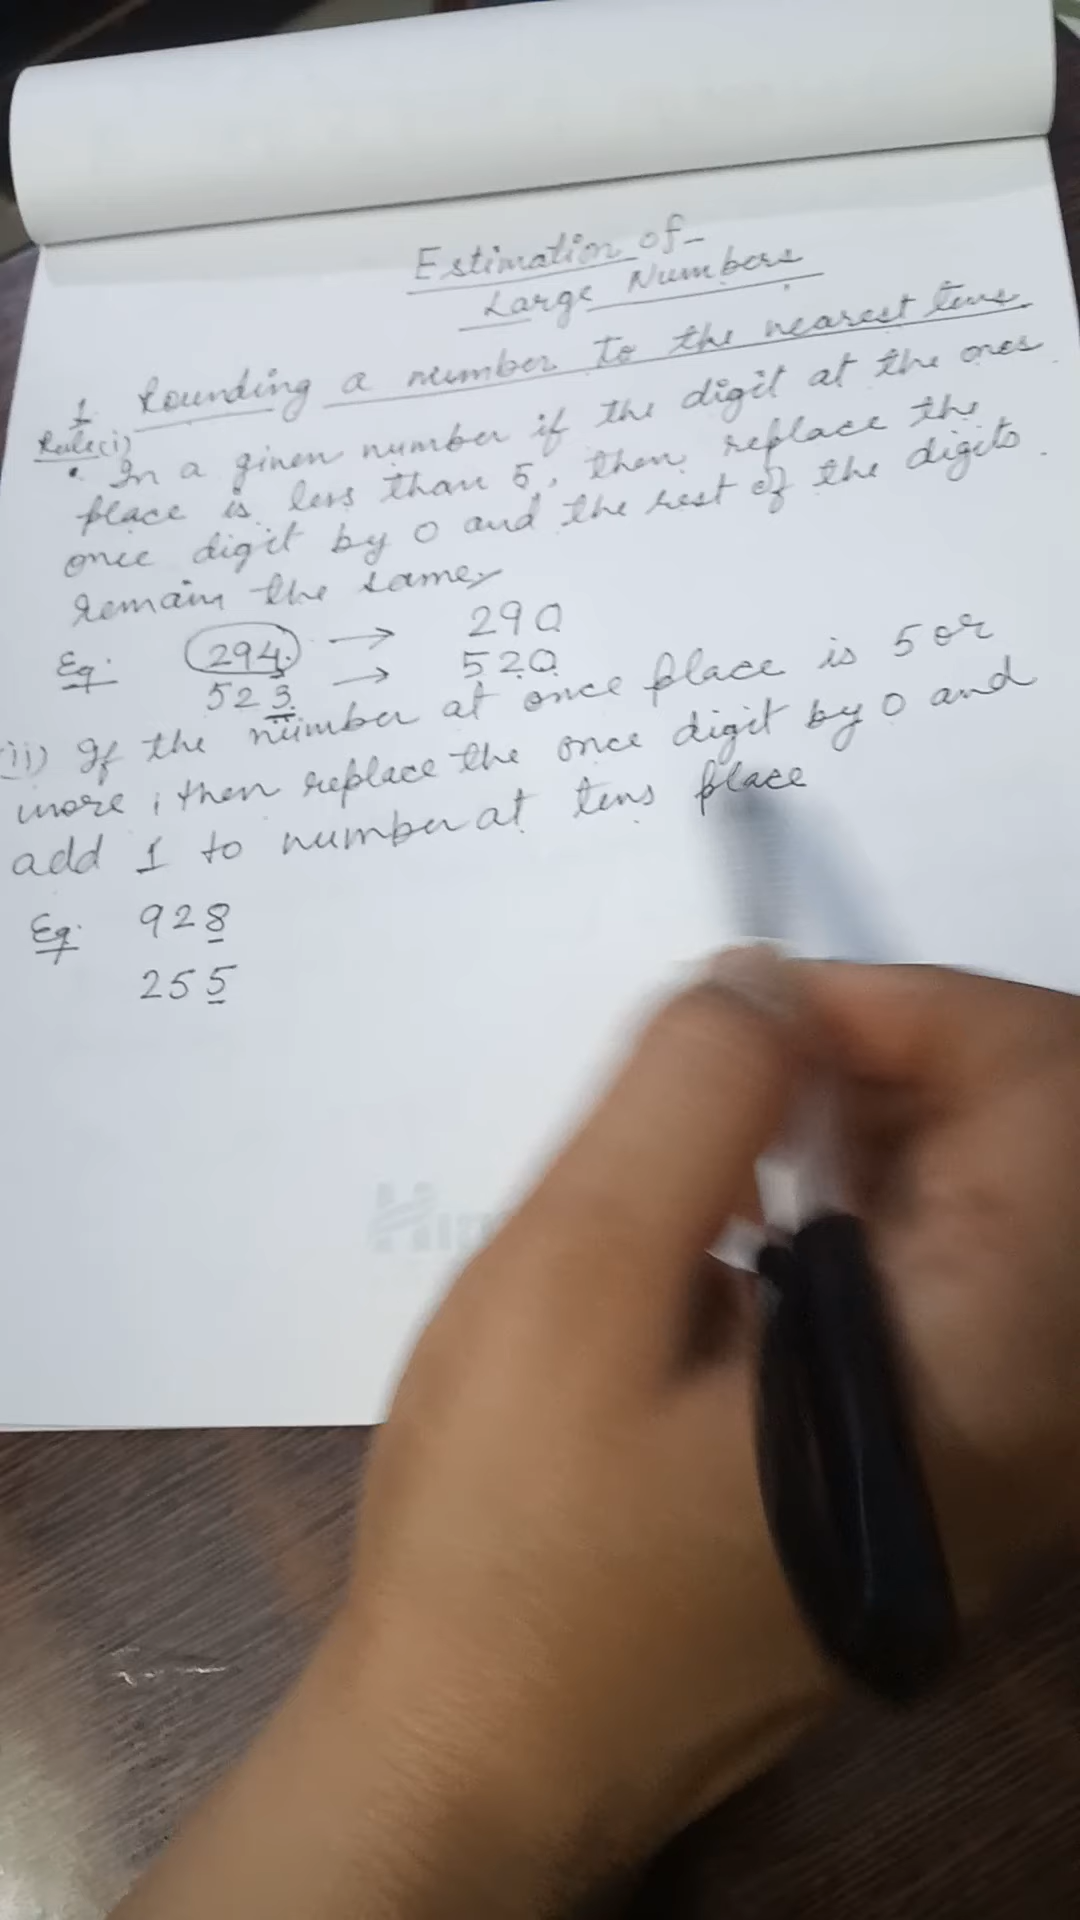 Estimation of
Large Numbers
1 Rounding a number to the nearest tens
Rule(i)
• In a given number if the digit at the ones
place is less than 5, then replace the
once digit by 0 and the rest of the digits
remain the same.
Eg: 294 → 290
523 → 520
(ii) If the number at once place is 5 or
more, then replace the once digit by 0 and
add 1 to number at tens place
Eg. 928
255